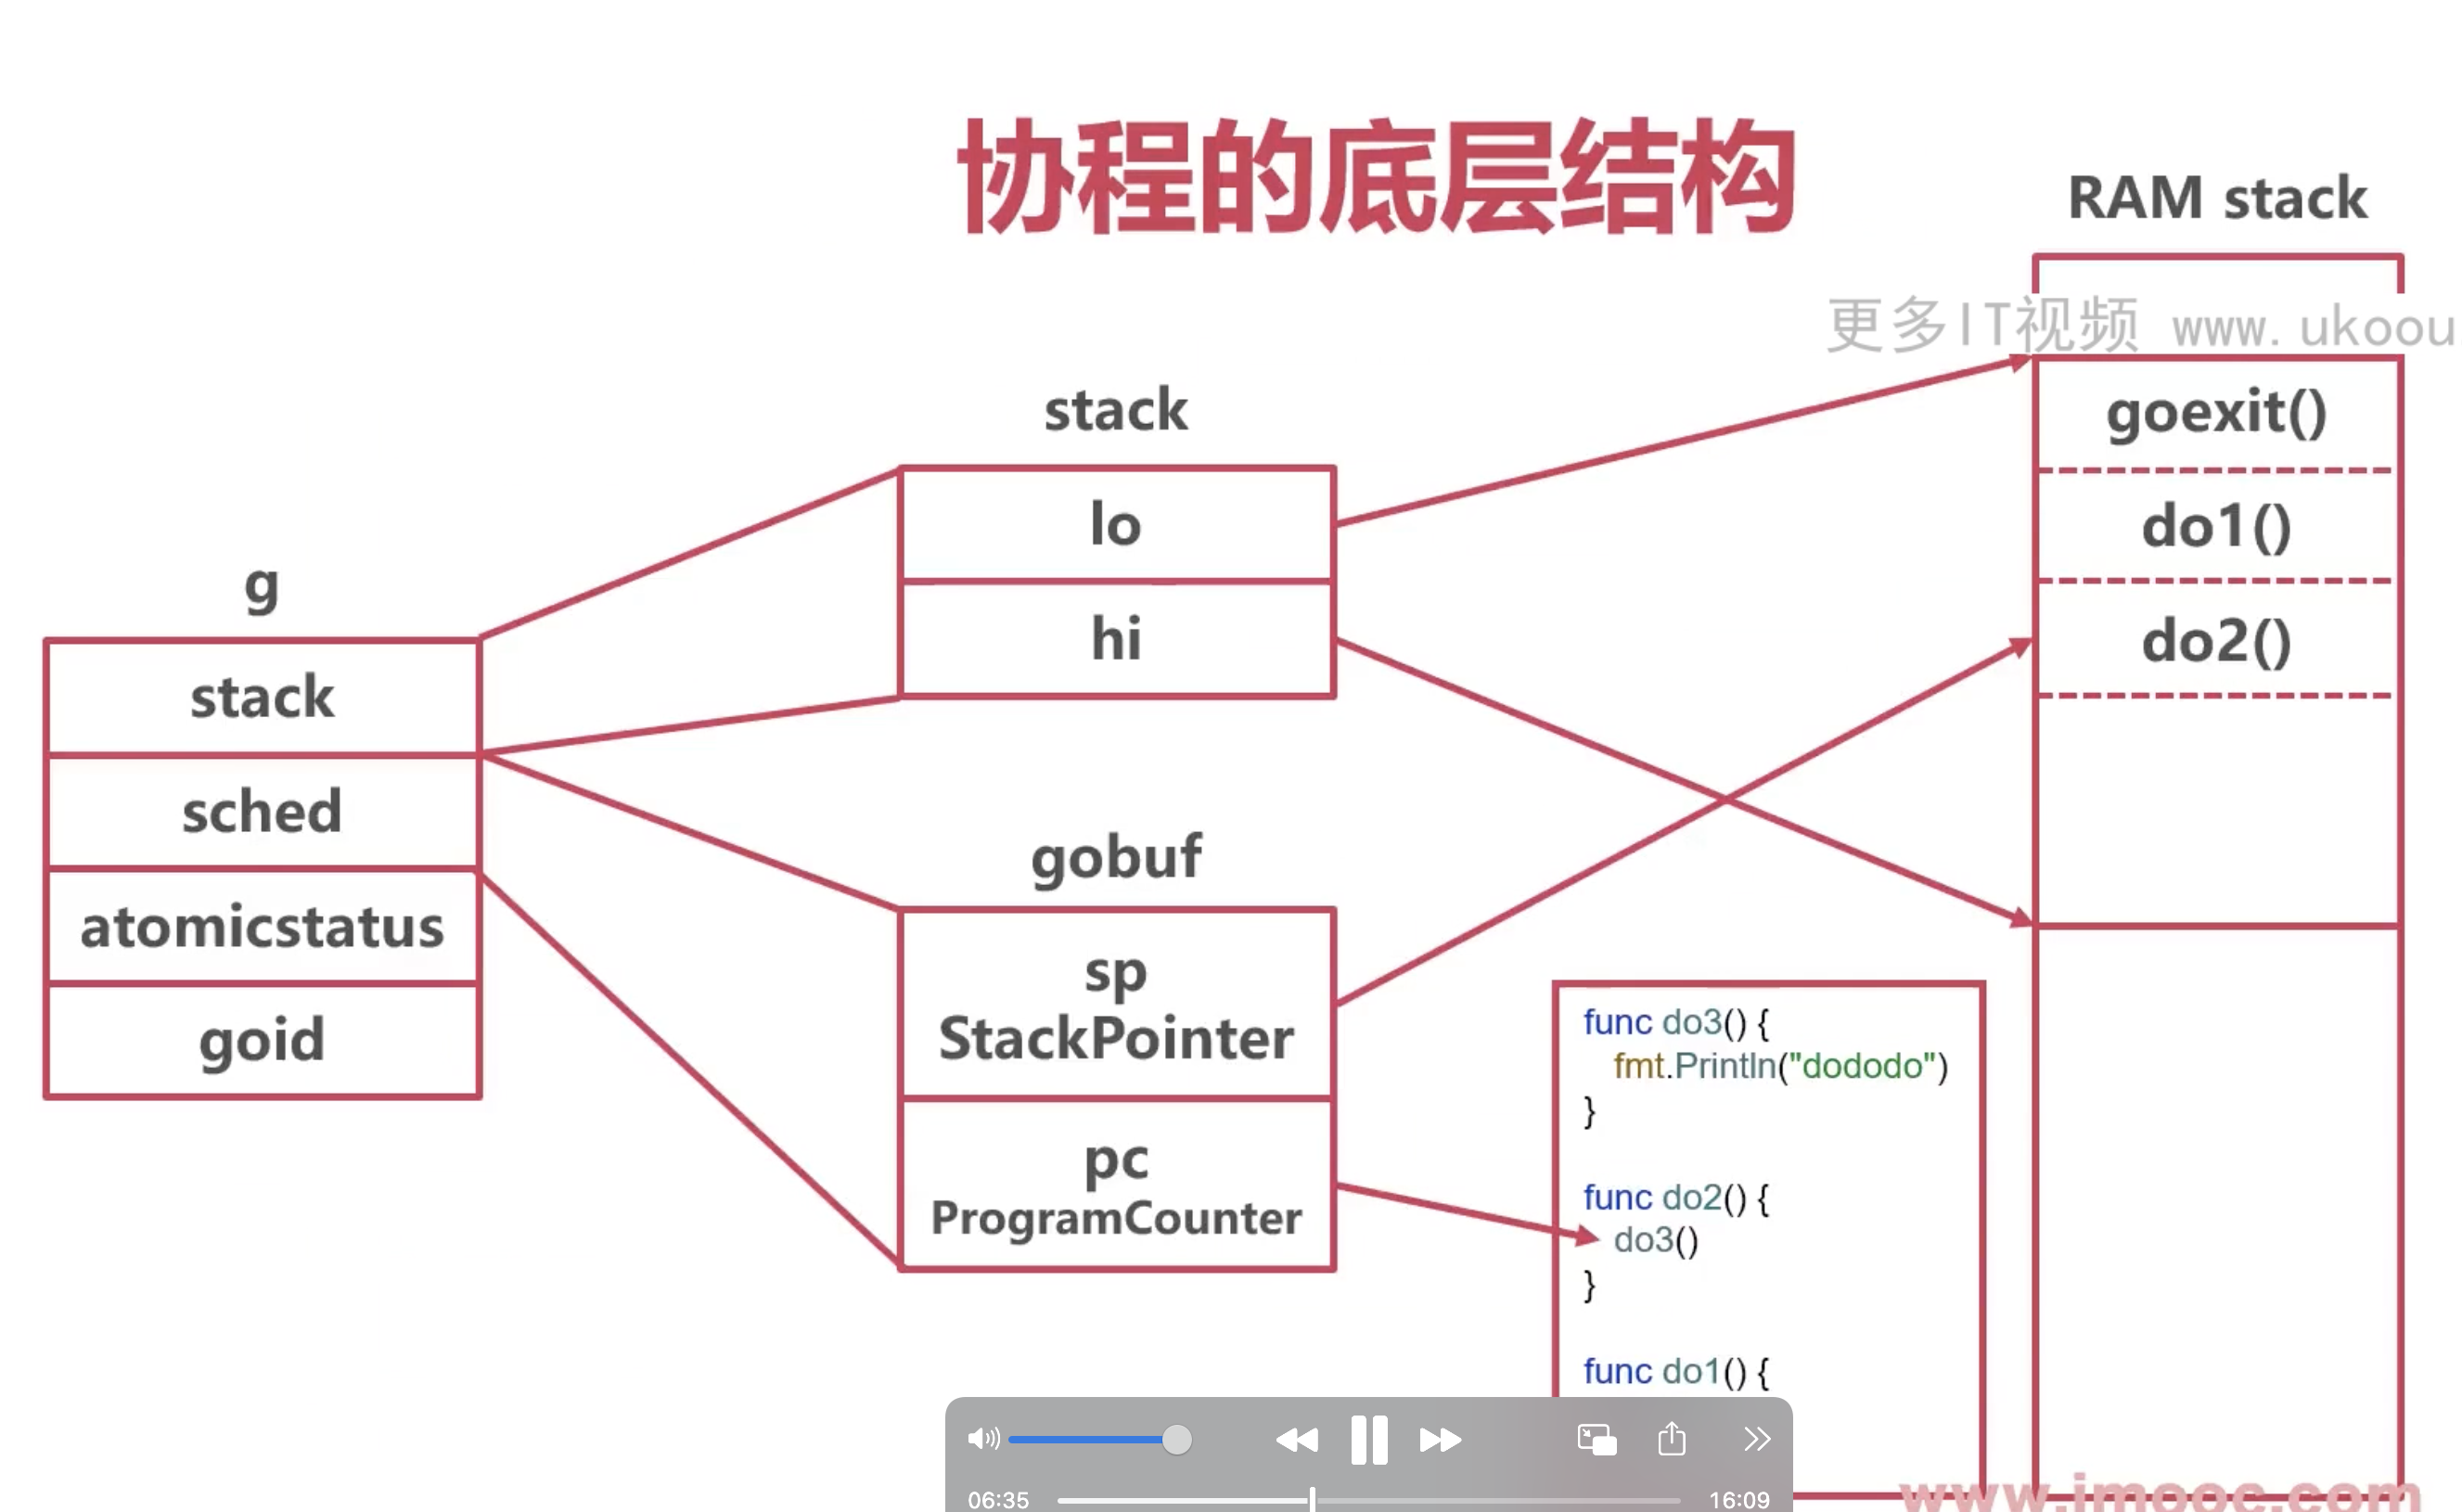 协程的底层结构
RAM stack
更多IT视频 www.ukoou
goexit()
do1()
do2()
stack
lo
hi
g
stack
sched
atomicstatus
goid
gobuf
sp
StackPointer
pc
ProgramCounter
func do3() {
fmt.Println("dododo")
}
func do2() {
do3()
}
func do1() {
06:35
16:09
www.imooc.com